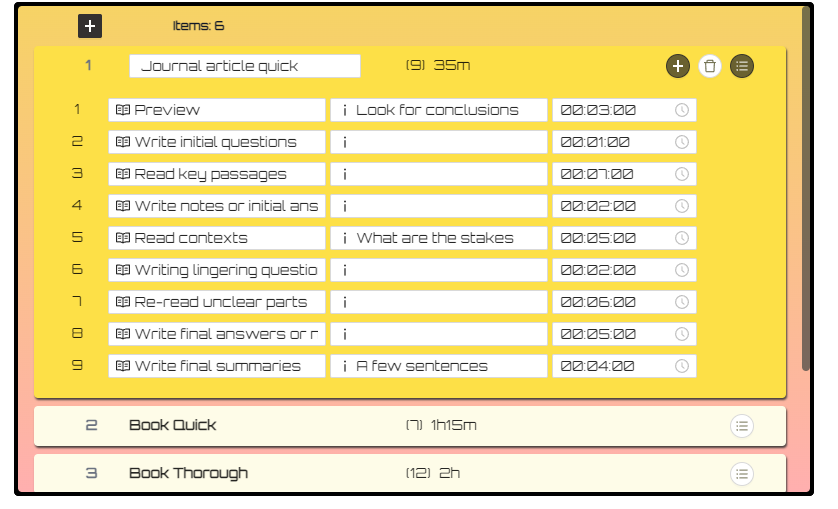 Items: 6
1 Journal article quick (9) 35m
1 Preview i Look for conclusions 00:03:00
2 Write initial questions i 00:01:00
3 Read key passages i 00:07:00
4 Write notes or initial ans i 00:02:00
5 Read contexts i What are the stakes 00:05:00
6 Writing lingering questio i 00:02:00
7 Re-read unclear parts i 00:06:00
8 Write final answers or r i 00:05:00
9 Write final summaries i A few sentences 00:04:00
2 Book Quick (7) 1h15m
3 Book Thorough (12) 2h